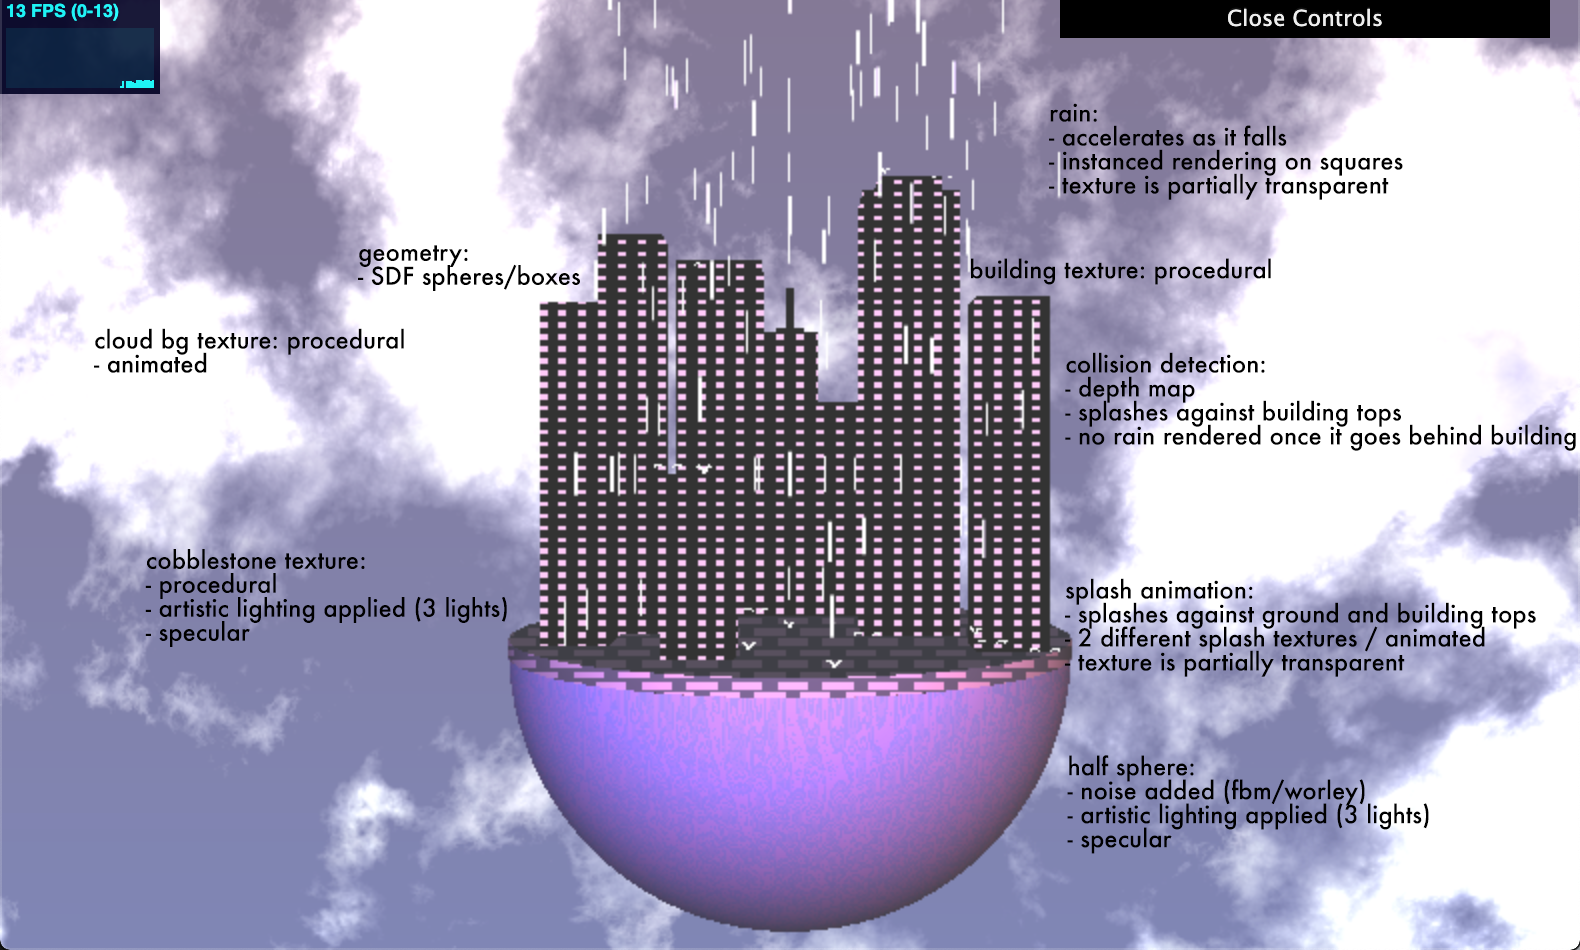 13 FPS (0-13)
Close Controls
rain:
- accelerates as it falls
- instanced rendering on squares
- texture is partially transparent
geometry:
- SDF spheres/boxes
building texture: procedural
cloud bg texture: procedural
- animated
collision detection:
- depth map
- splashes against building tops
- no rain rendered once it goes behind building
cobblestone texture:
- procedural
- artistic lighting applied (3 lights)
- specular
splash animation:
- splashes against ground and building tops
- 2 different splash textures / animated
- texture is partially transparent
half sphere:
- noise added (fbm/worley)
- artistic lighting applied (3 lights)
- specular